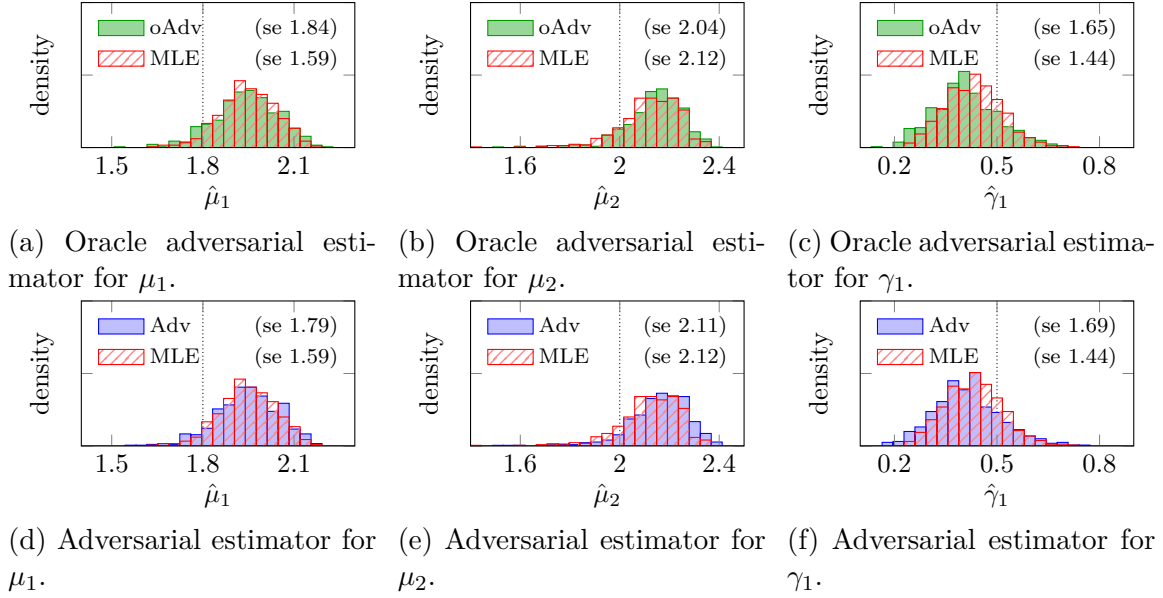 density
oAdv (se 1.84)
MLE (se 1.59)
1.5 1.8 2.1
μ̂₁
(a) Oracle adversarial esti-
mator for μ₁.
density
oAdv (se 2.04)
MLE (se 2.12)
1.6 2 2.4
μ̂₂
(b) Oracle adversarial esti-
mator for μ₂.
density
oAdv (se 1.65)
MLE (se 1.44)
0.2 0.5 0.8
γ̂₁
(c) Oracle adversarial estima-
tor for γ₁.
density
Adv (se 1.79)
MLE (se 1.59)
1.5 1.8 2.1
μ̂₁
(d) Adversarial estimator for
μ₁.
density
Adv (se 2.11)
MLE (se 2.12)
1.6 2 2.4
μ̂₂
(e) Adversarial estimator for
μ₂.
density
Adv (se 1.69)
MLE (se 1.44)
0.2 0.5 0.8
γ̂₁
(f) Adversarial estimator for
γ₁.